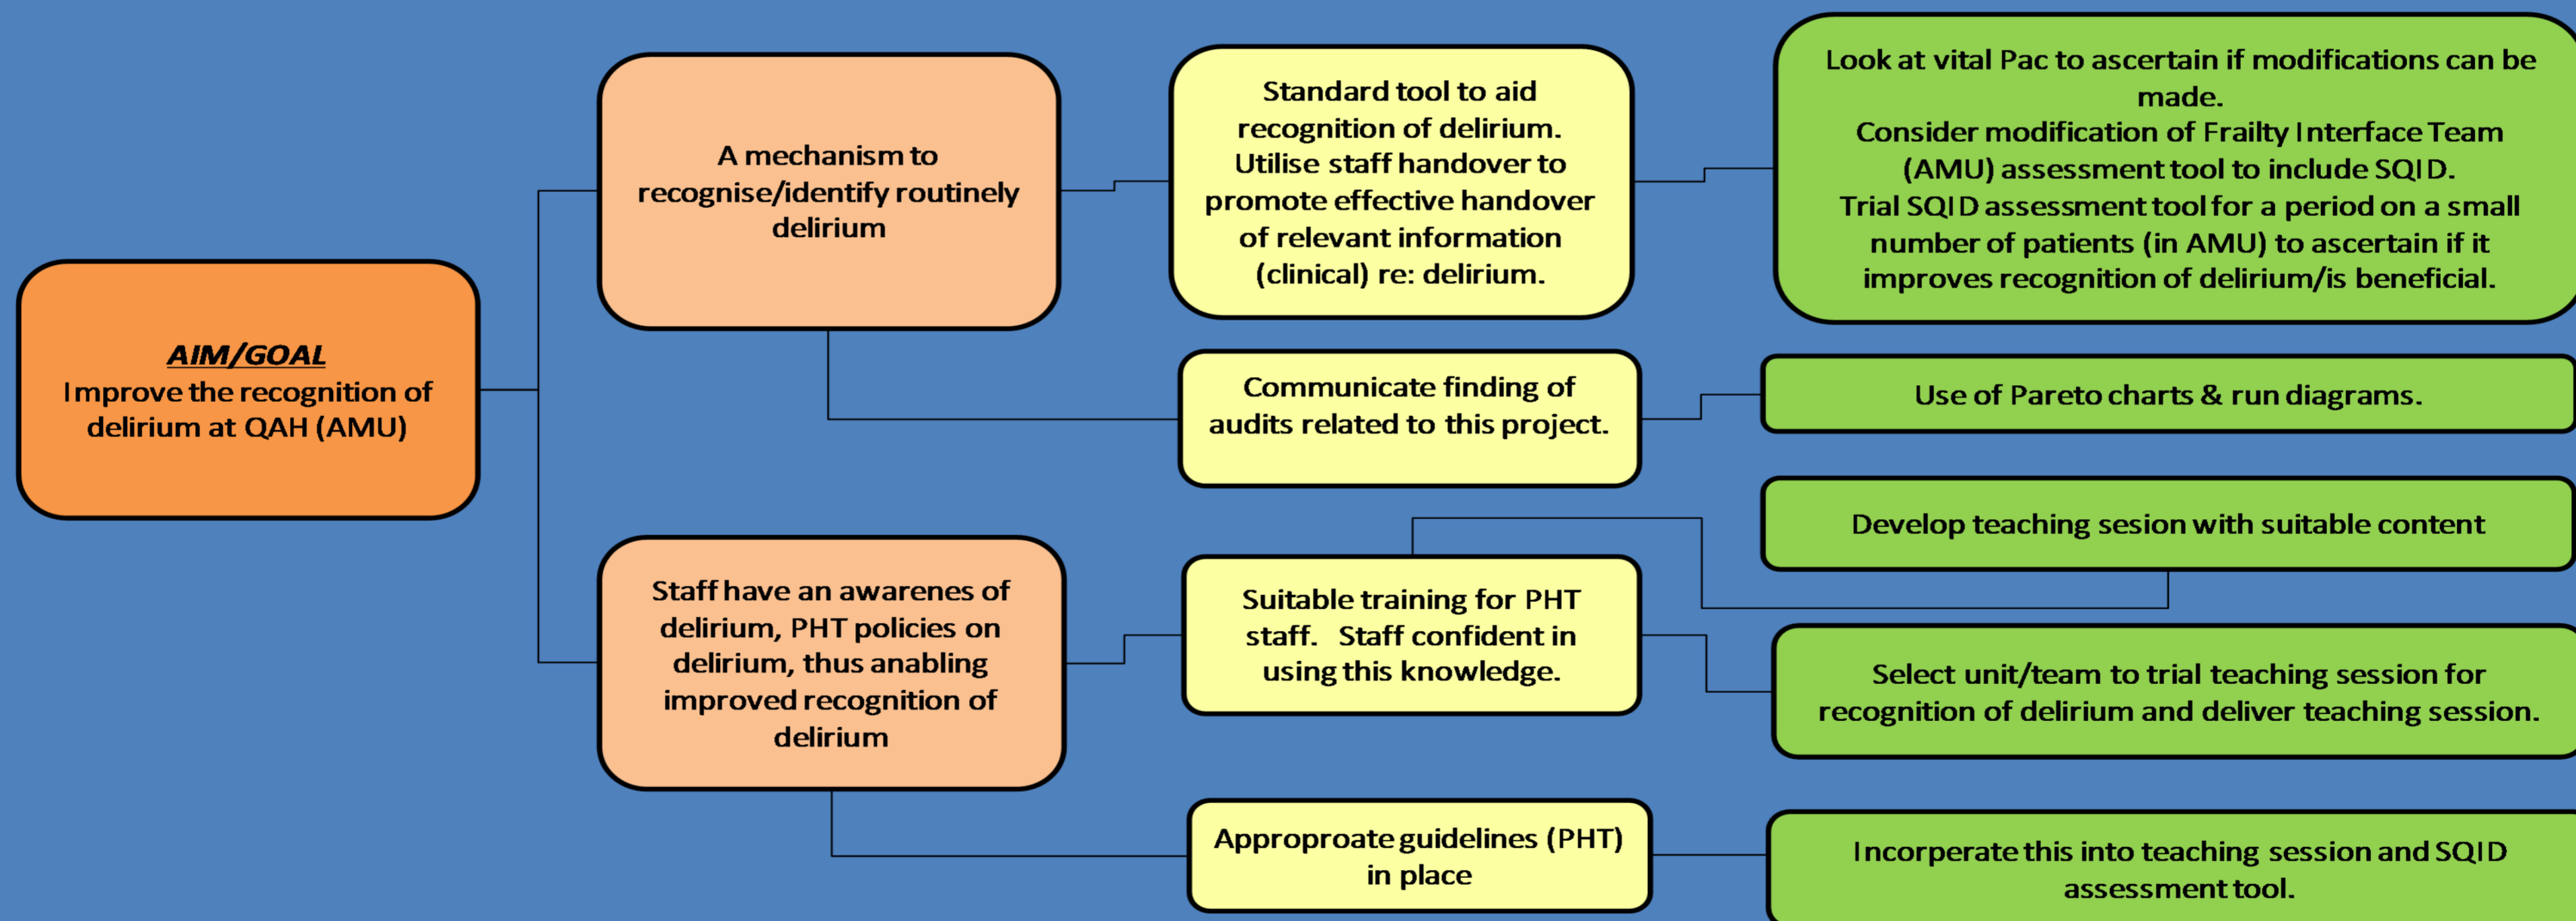 AIM/GOAL
Improve the recognition of
delirium at QAH (AMU)
A mechanism to
recognise/identify routinely
delirium
Staff have an awarenes of
delirium, PHT policies on
delirium, thus anabling
improved recognition of
delirium
Standard tool to aid
recognition of delirium.
Utilise staff handover to
promote effective handover
of relevant information
(clinical) re: delirium.
Communicate finding of
audits related to this project.
Suitable training for PHT
staff. Staff confident in
using this knowledge.
Approproate guidelines (PHT)
in place
Look at vital Pac to ascertain if modifications can be
made.
Consider modification of Frailty Interface Team
(AMU) assessment tool to include SQID.
Trial SQID assessment tool for a period on a small
number of patients (in AMU) to ascertain if it
improves recognition of delirium/is beneficial.
Use of Pareto charts & run diagrams.
Develop teaching sesion with suitable content
Select unit/team to trial teaching session for
recognition of delirium and deliver teaching session.
Incorperate this into teaching session and SQID
assessment tool.